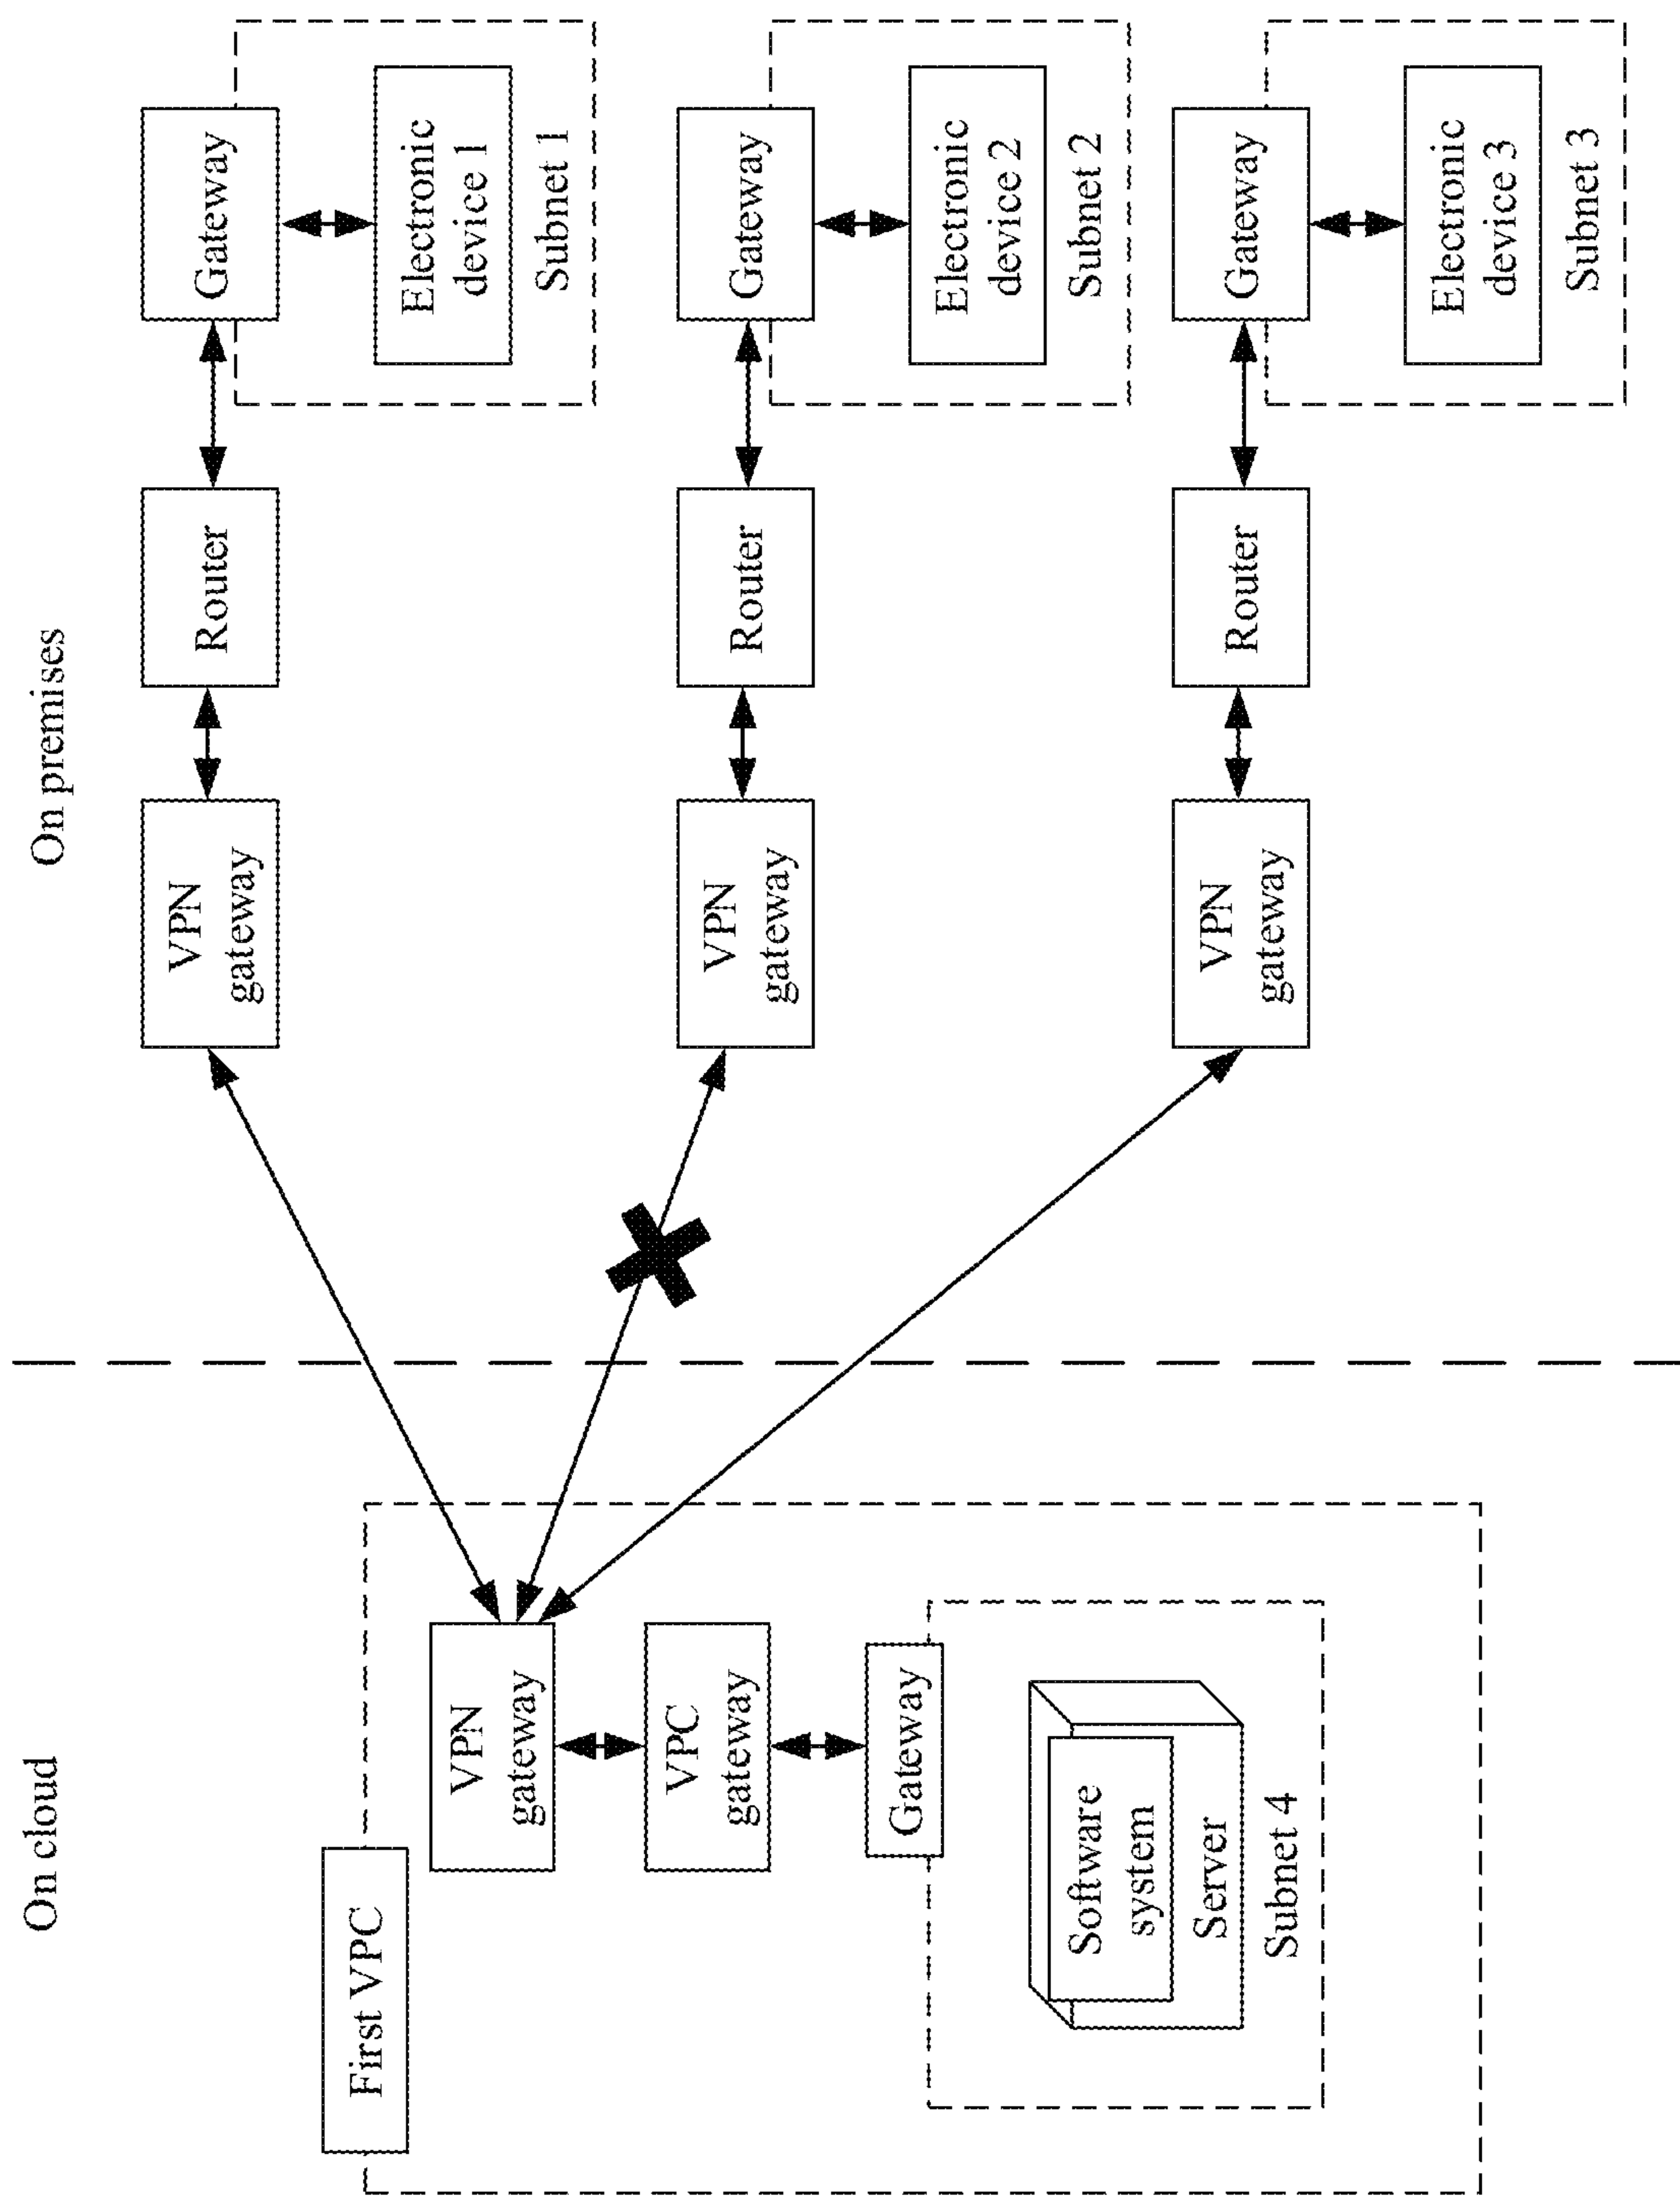 On cloud
On premises
First VPC
VPN
gateway
VPC
gateway
Gateway
Software
system
Server
Subnet 4
VPN
gateway
Router
Gateway
Electronic
device 1
Subnet 1
VPN
gateway
Router
Gateway
Electronic
device 2
Subnet 2
VPN
gateway
Router
Gateway
Electronic
device 3
Subnet 3